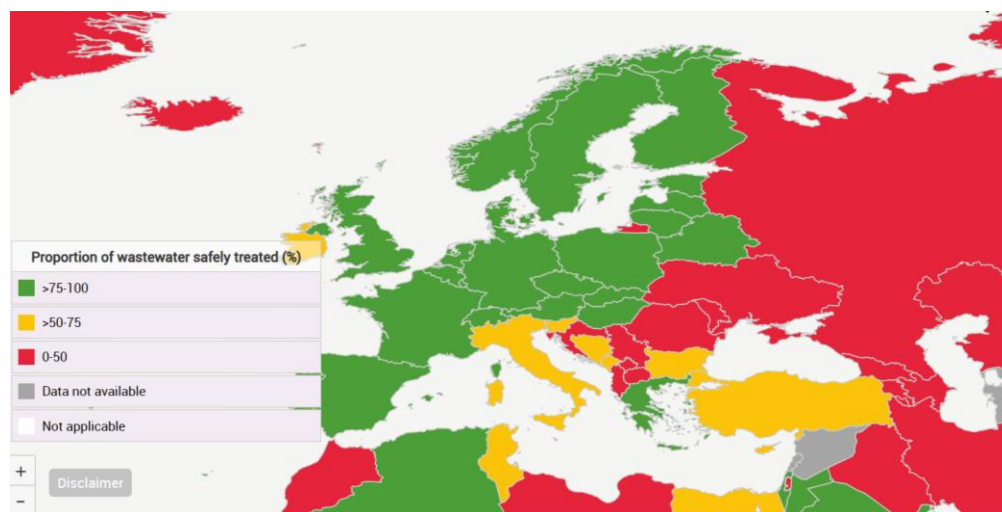 Proportion of wastewater safely treated (%)
>75-100
>50-75
0-50
Data not available
Not applicable
+
Disclaimer
−